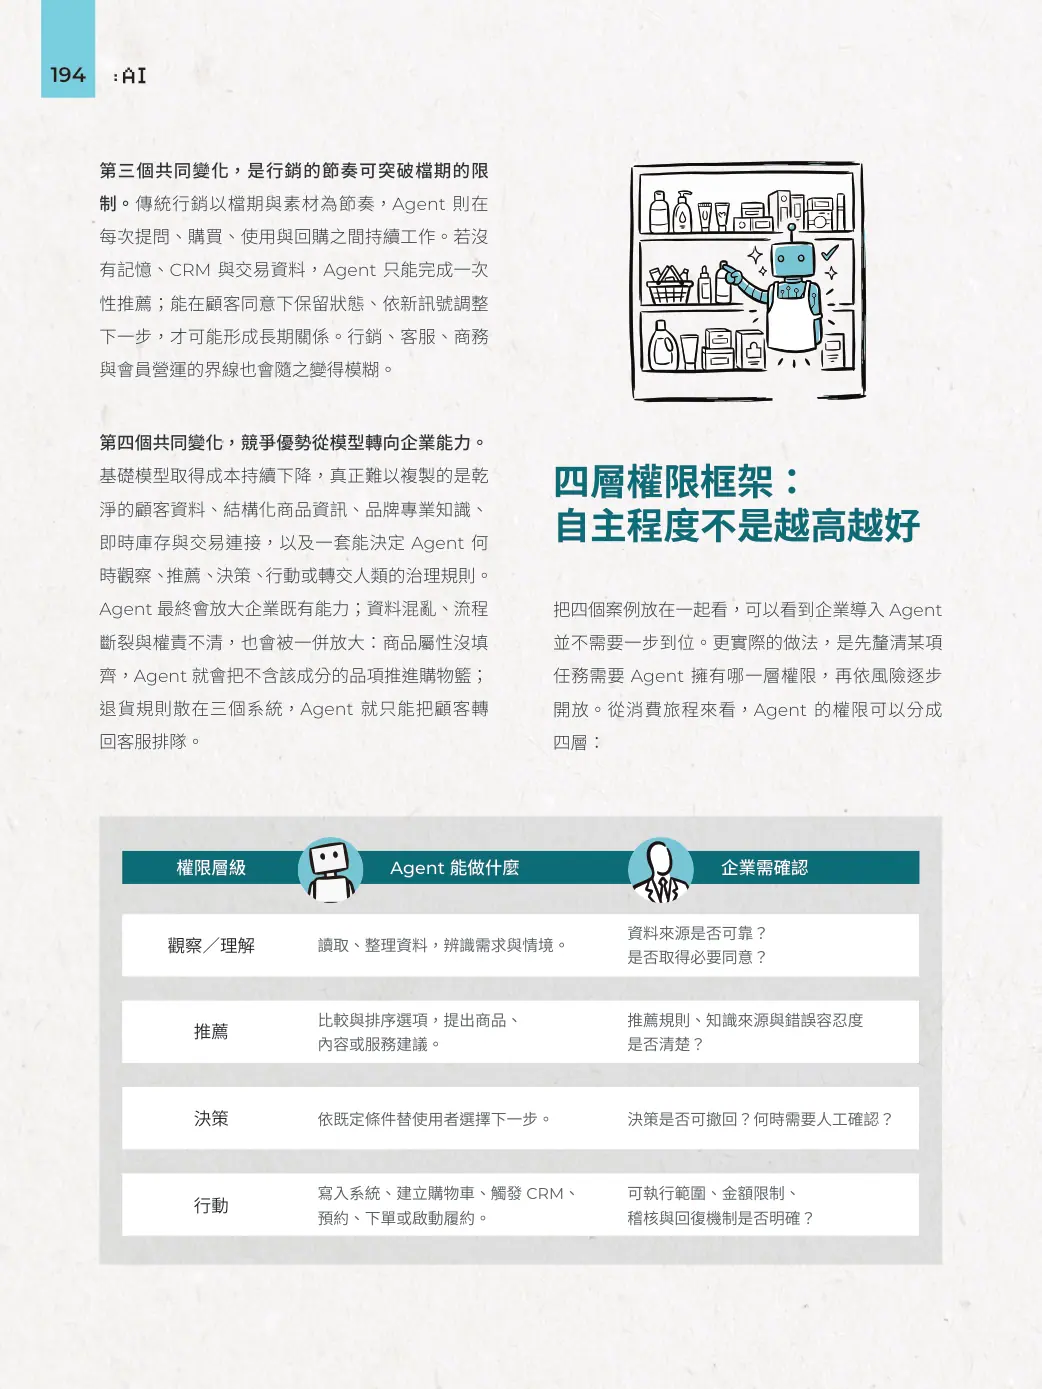 194
:AI
第三個共同變化，是行銷的節奏可突破檔期的限
制。傳統行銷以檔期與素材為節奏，Agent 則在
每次提問、購買、使用與回購之間持續工作。若沒
有記憶、CRM 與交易資料，Agent 只能完成一次
性推薦；能在顧客同意下保留狀態、依新訊號調整
下一步，才可能形成長期關係。行銷、客服、商務
與會員營運的界線也會隨之變得模糊。
第四個共同變化，競爭優勢從模型轉向企業能力。
基礎模型取得成本持續下降，真正難以複製的是乾
淨的顧客資料、結構化商品資訊、品牌專業知識、
即時庫存與交易連接，以及一套能決定 Agent 何
時觀察、推薦、決策、行動或轉交人類的治理規則。
Agent 最終會放大企業既有能力；資料混亂、流程
斷裂與權責不清，也會被一併放大：商品屬性沒填
齊，Agent 就會把不含該成分的品項推進購物籃；
退貨規則散在三個系統，Agent 就只能把顧客轉
回客服排隊。
四層權限框架：
自主程度不是越高越好
把四個案例放在一起看，可以看到企業導入 Agent
並不需要一步到位。更實際的做法，是先釐清某項
任務需要 Agent 擁有哪一層權限，再依風險逐步
開放。從消費旅程來看，Agent 的權限可以分成
四層：
權限層級
Agent 能做什麼
企業需確認
觀察／理解
讀取、整理資料，辨識需求與情境。
資料來源是否可靠？
是否取得必要同意？
推薦
比較與排序選項，提出商品、
內容或服務建議。
推薦規則、知識來源與錯誤容忍度
是否清楚？
決策
依既定條件替使用者選擇下一步。
決策是否可撤回？何時需要人工確認？
行動
寫入系統、建立購物車、觸發 CRM、
預約、下單或啟動履約。
可執行範圍、金額限制、
稽核與回復機制是否明確？